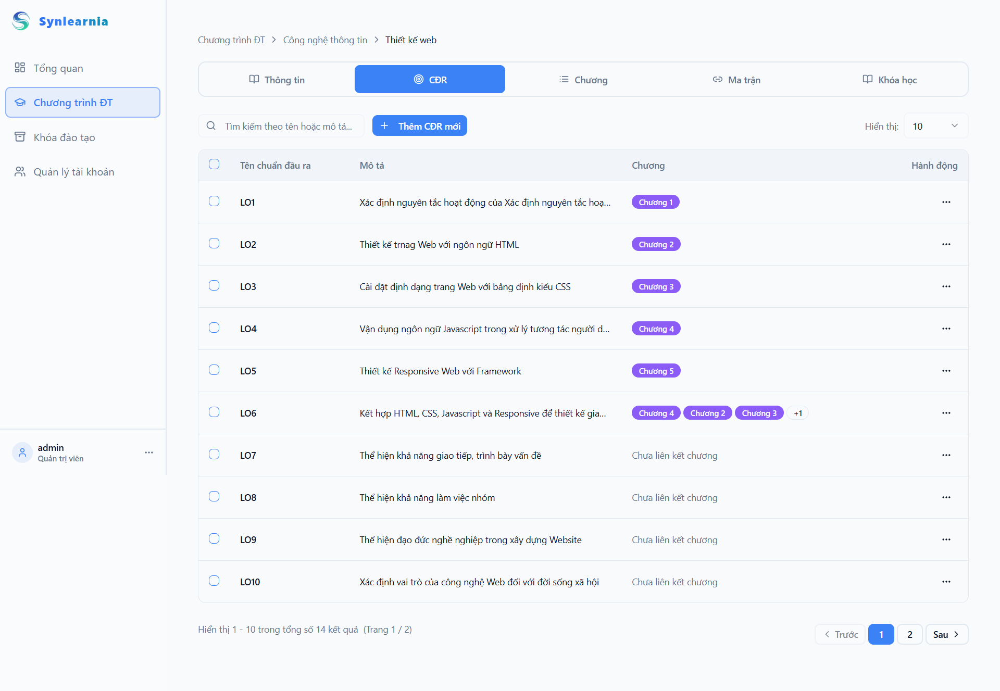 Synlearnia
Tổng quan
Chương trình ĐT
Khóa đào tạo
Quản lý tài khoản
admin
Quản trị viên
Chương trình ĐT > Công nghệ thông tin > Thiết kế web
Thông tin CĐR Chương Ma trận Khóa học
Tìm kiếm theo tên hoặc mô tả... + Thêm CĐR mới Hiển thị: 10
Tên chuẩn đầu ra Mô tả Chương Hành động
LO1 Xác định nguyên tắc hoạt động của Xác định nguyên tắc hoạ... Chương 1
LO2 Thiết kế trnag Web với ngôn ngữ HTML Chương 2
LO3 Cài đặt định dạng trang Web với bảng định kiểu CSS Chương 3
LO4 Vận dụng ngôn ngữ Javascript trong xử lý tương tác người d... Chương 4
LO5 Thiết kế Responsive Web với Framework Chương 5
LO6 Kết hợp HTML, CSS, Javascript và Responsive để thiết kế gia... Chương 4 Chương 2 Chương 3 +1
LO7 Thể hiện khả năng giao tiếp, trình bày vấn đề Chưa liên kết chương
LO8 Thể hiện khả năng làm việc nhóm Chưa liên kết chương
LO9 Thể hiện đạo đức nghề nghiệp trong xây dựng Website Chưa liên kết chương
LO10 Xác định vai trò của công nghệ Web đối với đời sống xã hội Chưa liên kết chương
Hiển thị 1 - 10 trong tổng số 14 kết quả (Trang 1 / 2) < Trước 1 2 Sau >